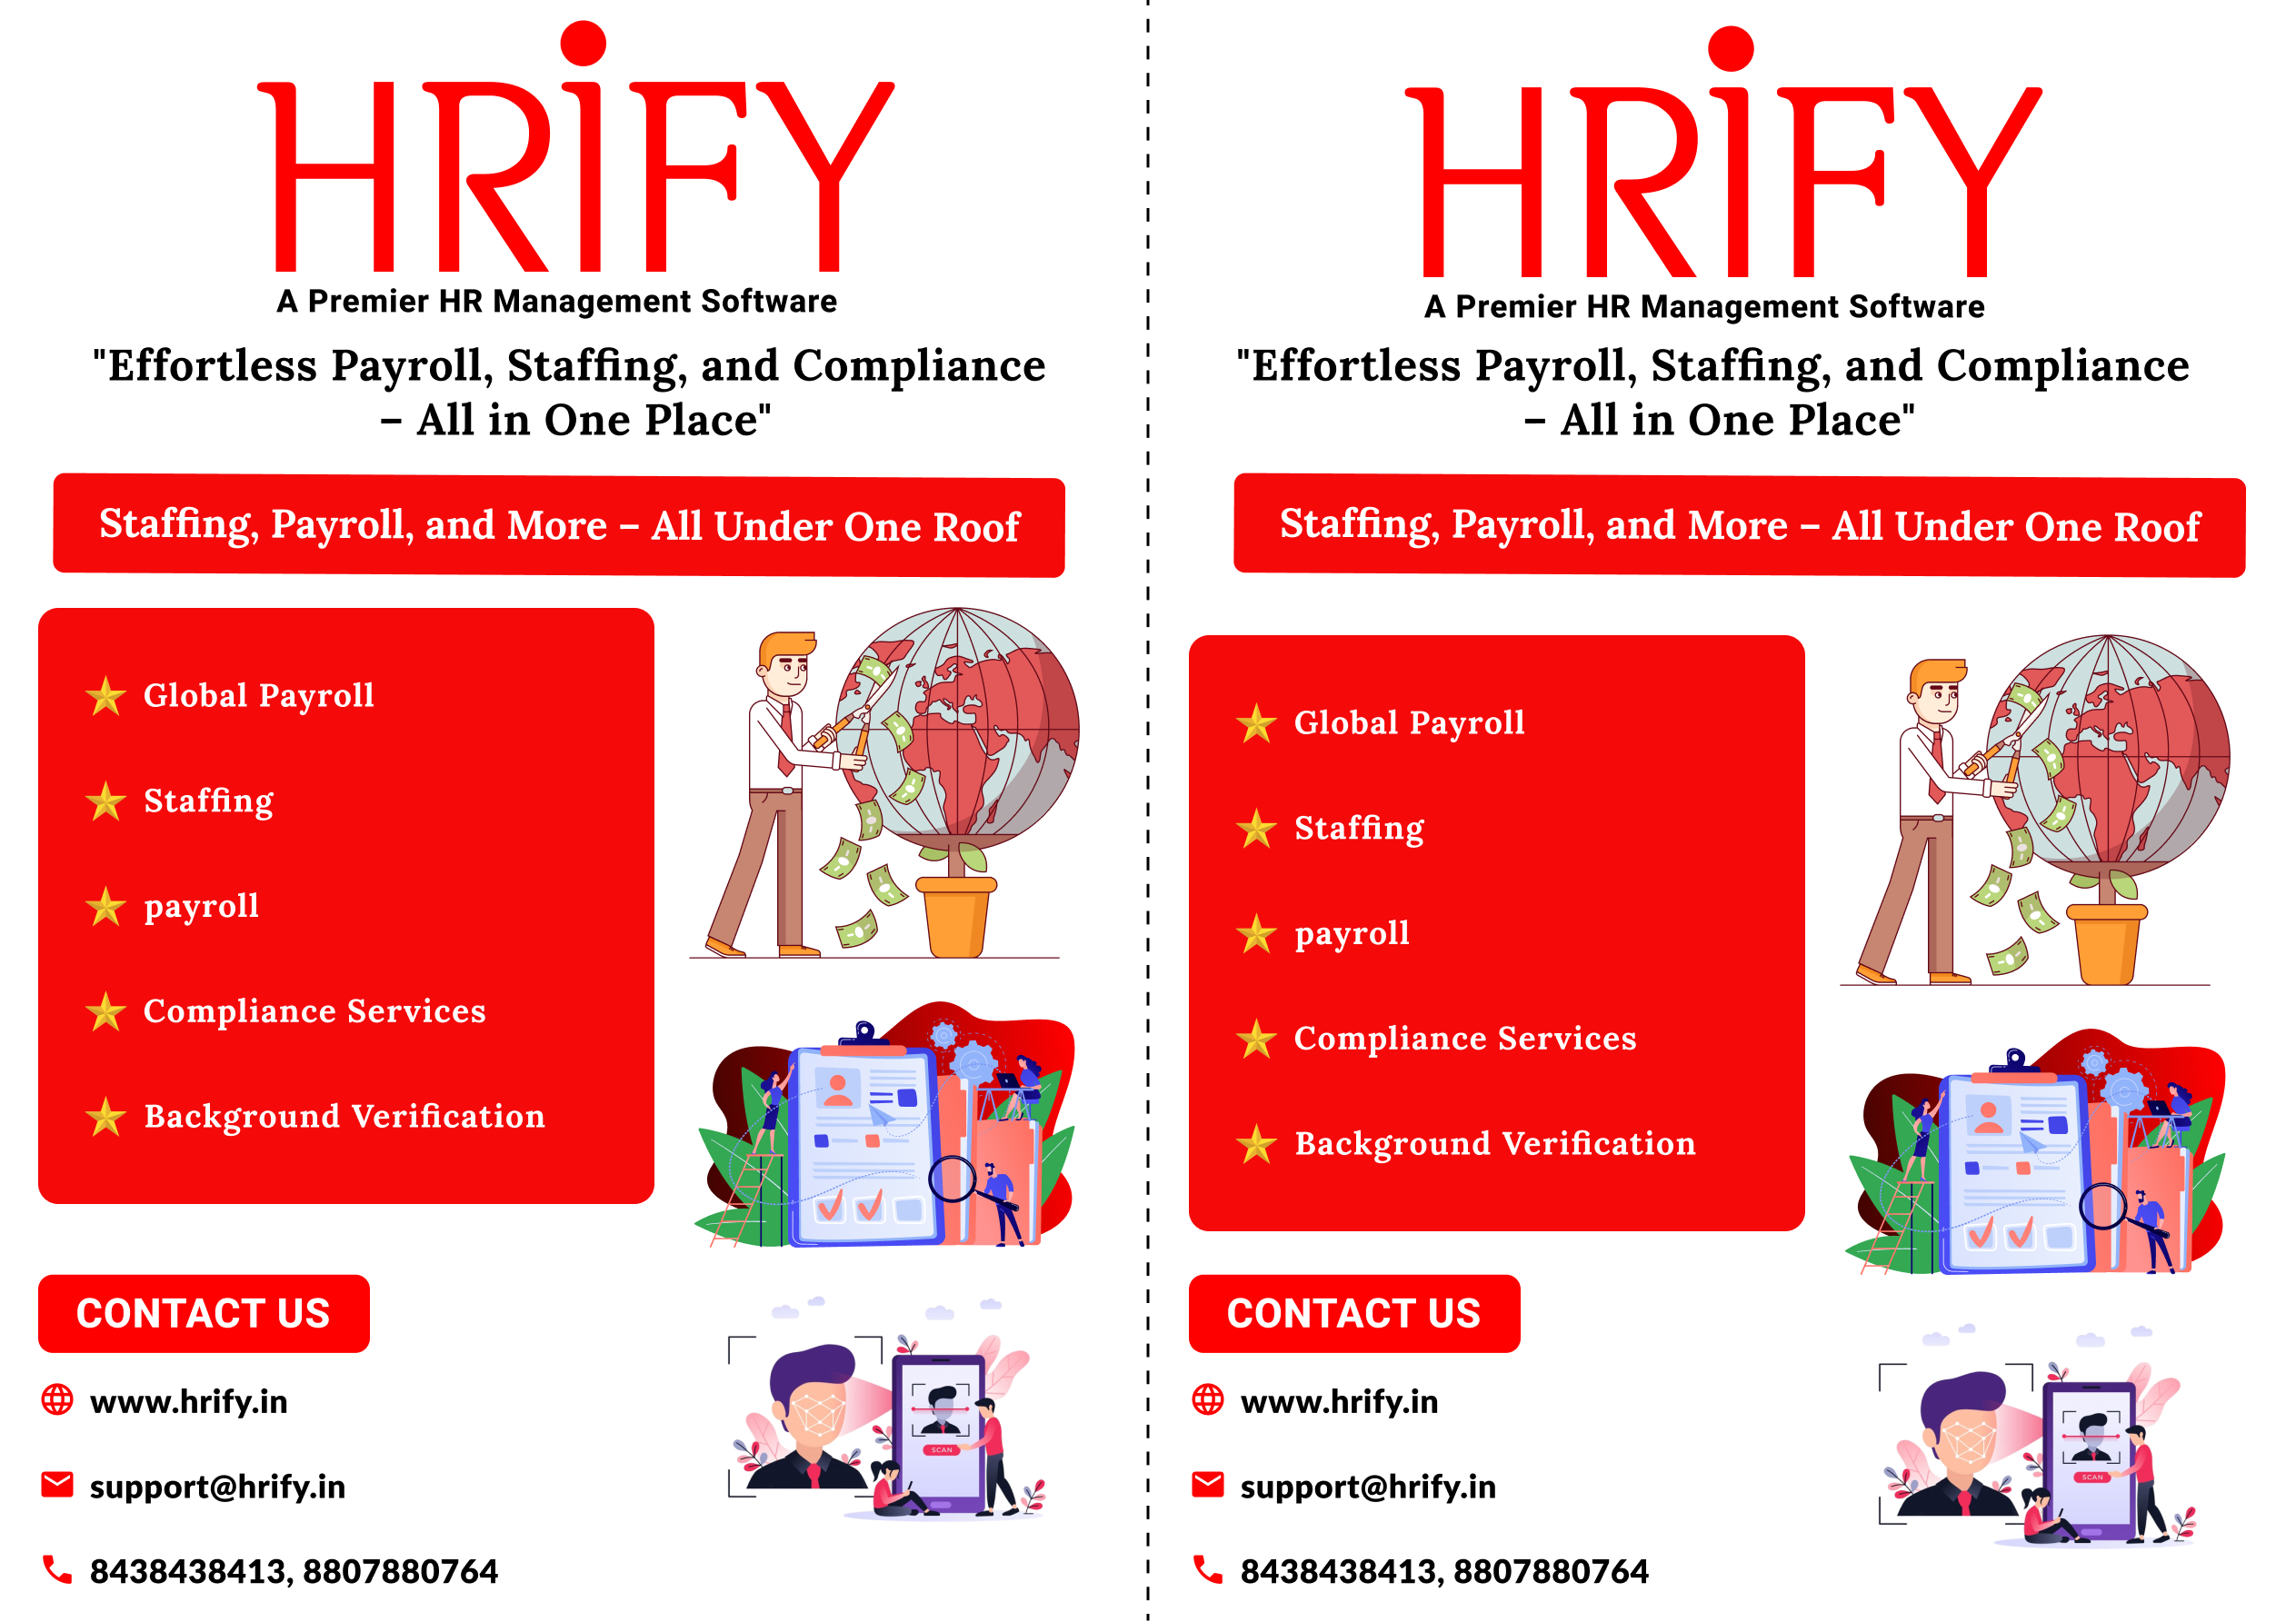 HRiFY
A Premier HR Management Software
"Effortless Payroll, Staffing, and Compliance
– All in One Place"
Staffing, Payroll, and More – All Under One Roof
Global Payroll
Staffing
payroll
Compliance Services
Background Verification
CONTACT US
www.hrify.in
support@hrify.in
8438438413, 8807880764
SCAN
HRiFY
A Premier HR Management Software
"Effortless Payroll, Staffing, and Compliance
– All in One Place"
Staffing, Payroll, and More – All Under One Roof
Global Payroll
Staffing
payroll
Compliance Services
Background Verification
CONTACT US
www.hrify.in
support@hrify.in
8438438413, 8807880764
SCAN